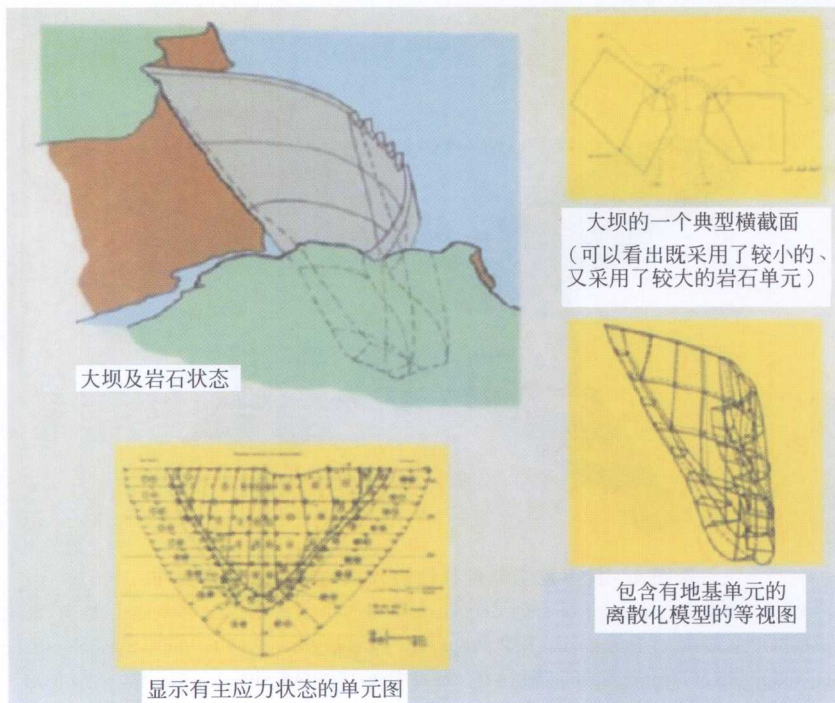 大坝的一个典型横截面
(可以看出既采用了较小的、
又采用了较大的岩石单元)
大坝及岩石状态
包含有地基单元的
离散化模型的等视图
显示有主应力状态的单元图